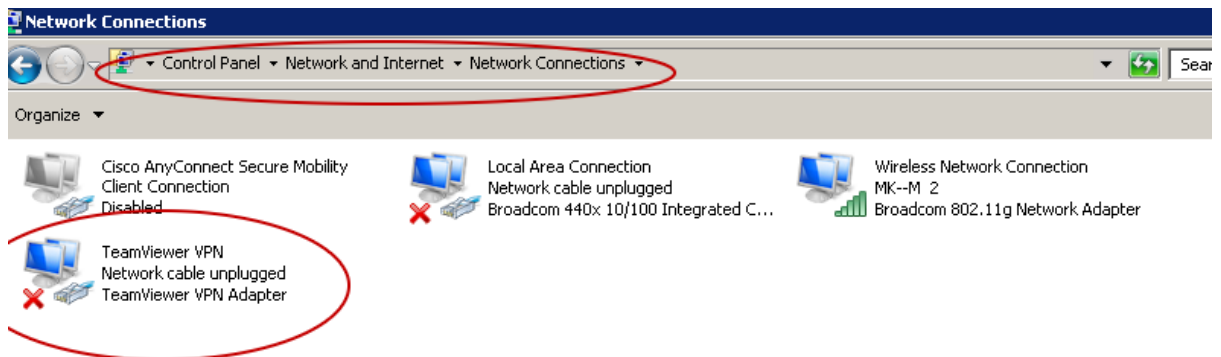 Network Connections
Control Panel Network and Internet Network Connections
Sear
Organize
Cisco AnyConnect Secure Mobility
Client Connection
Disabled
Local Area Connection
Network cable unplugged
Broadcom 440x 10/100 Integrated C...
Wireless Network Connection
MK--M 2
Broadcom 802.11g Network Adapter
TeamViewer VPN
Network cable unplugged
TeamViewer VPN Adapter